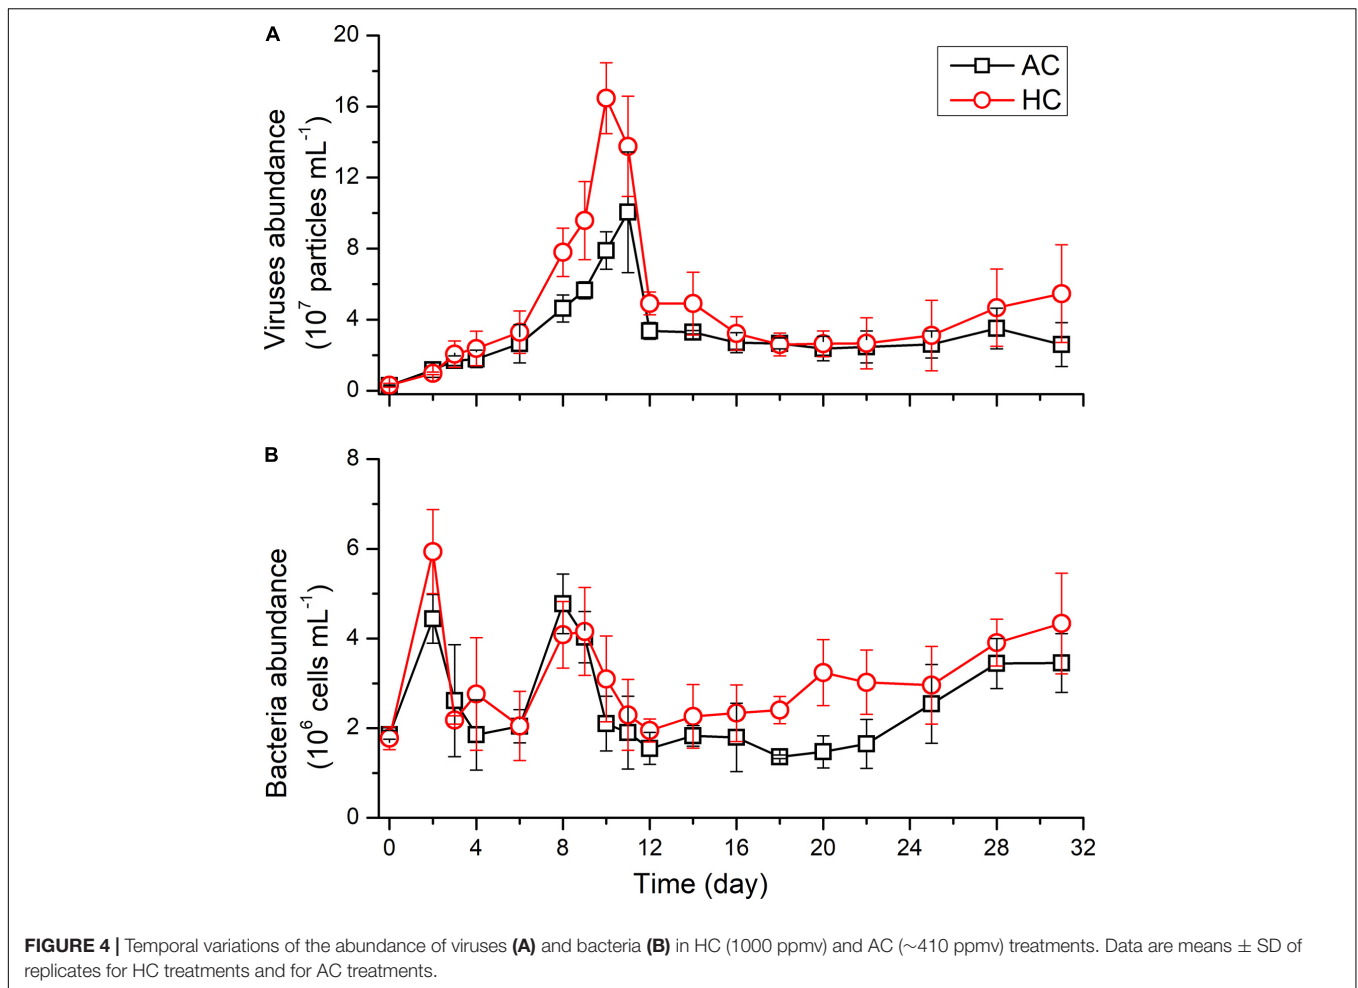 A
20
16
12
8
4
0
Viruses abundance
(10⁷ particles mL⁻¹)
AC
HC
B
8
6
4
2
0
Bacteria abundance
(10⁶ cells mL⁻¹)
0 4 8 12 16 20 24 28 32
Time (day)
FIGURE 4 | Temporal variations of the abundance of viruses (A) and bacteria (B) in HC (1000 ppmv) and AC (∼410 ppmv) treatments. Data are means ± SD of
replicates for HC treatments and for AC treatments.